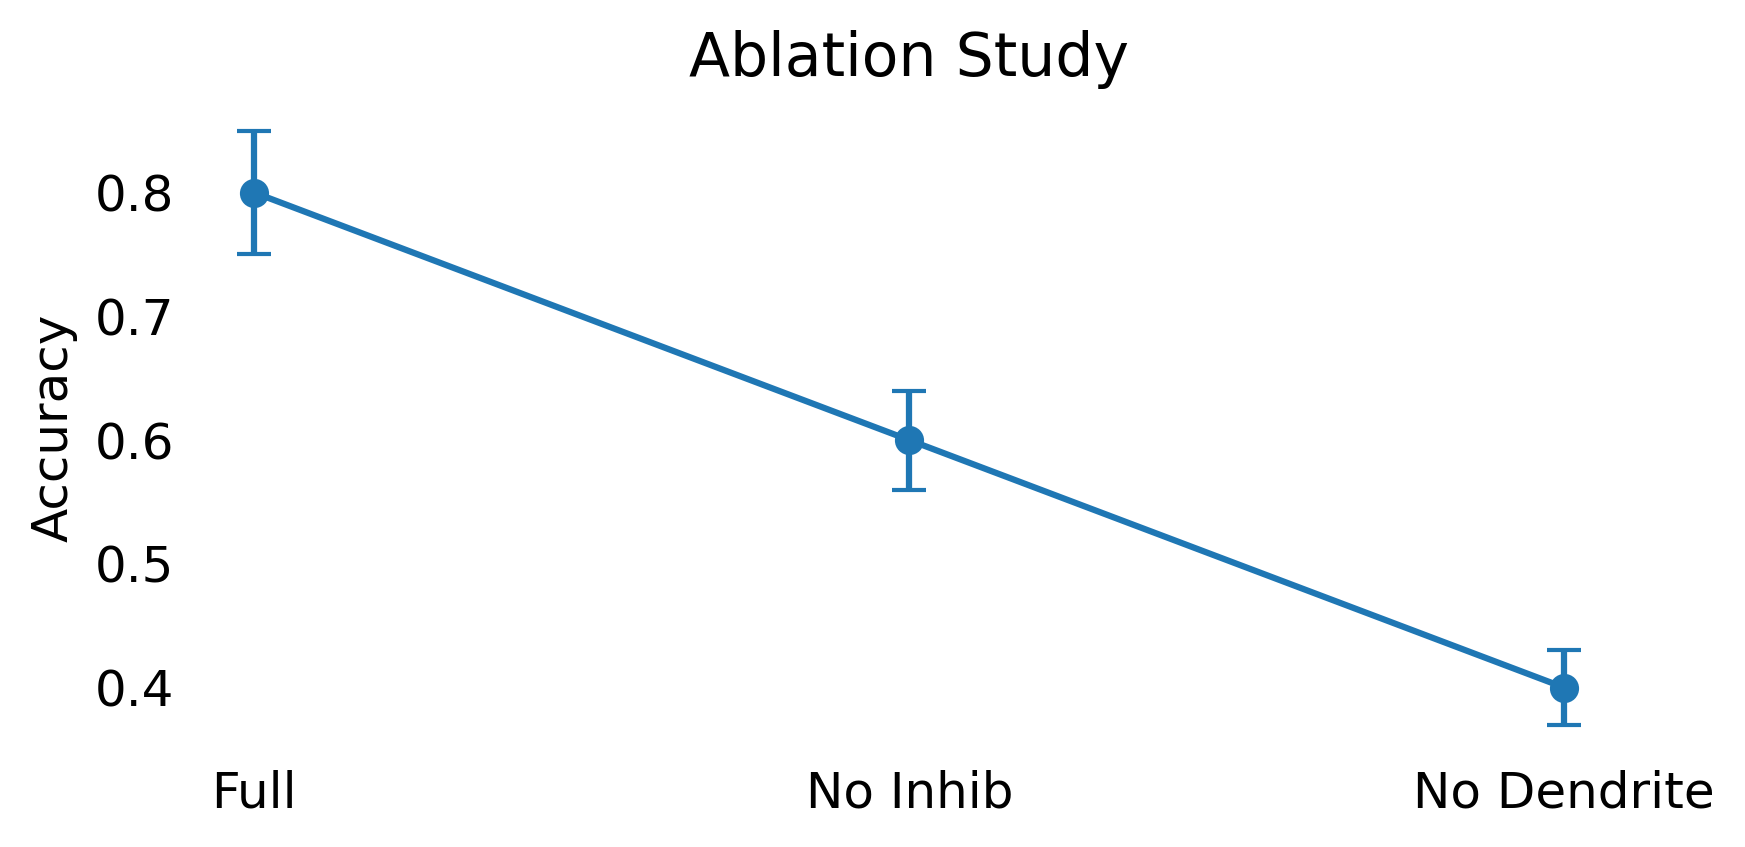 Ablation Study
Accuracy
0.8
0.7
0.6
0.5
0.4
Full
No Inhib
No Dendrite